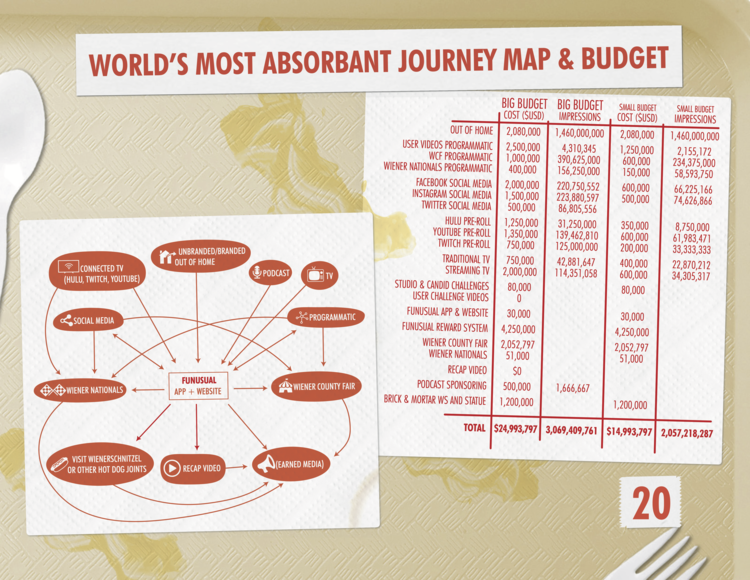 WORLD'S MOST ABSORBANT JOURNEY MAP & BUDGET
CONNECTED TV
(HULU, TWITCH, YOUTUBE)
UNBRANDED/BRANDED
OUT OF HOME
PODCAST
TV
SOCIAL MEDIA
PROGRAMMATIC
WIENER NATIONALS
FUNUSUAL
APP + WEBSITE
WIENER COUNTY FAIR
VISIT WIENERSCHNITZEL
OR OTHER HOT DOG JOINTS
RECAP VIDEO
(EARNED MEDIA)
BIG BUDGET COST ($USD) BIG BUDGET IMPRESSIONS SMALL BUDGET COST ($USD) SMALL BUDGET IMPRESSIONS
OUT OF HOME 2,080,000 1,460,000,000 2,080,000 1,460,000,000
USER VIDEOS PROGRAMMATIC 2,500,000 4,310,345 1,250,000 2,155,172
WCF PROGRAMMATIC 1,000,000 390,625,000 600,000 234,375,000
WIENER NATIONALS PROGRAMMATIC 400,000 156,250,000 150,000 58,593,750
FACEBOOK SOCIAL MEDIA 2,000,000 220,750,552 600,000 66,225,166
INSTAGRAM SOCIAL MEDIA 1,500,000 223,880,597 500,000 74,626,866
TWITTER SOCIAL MEDIA 500,000 86,805,556
HULU PRE-ROLL 1,250,000 31,250,000 350,000 8,750,000
YOUTUBE PRE-ROLL 1,350,000 139,462,810 600,000 61,983,471
TWITCH PRE-ROLL 750,000 125,000,000 200,000 33,333,333
TRADITIONAL TV 750,000 42,881,647 400,000 22,870,212
STREAMING TV 2,000,000 114,351,058 600,000 34,305,317
STUDIO & CANDID CHALLENGES 80,000 80,000
USER CHALLENGE VIDEOS 0
FUNUSUAL APP & WEBSITE 30,000 30,000
FUNUSUAL REWARD SYSTEM 4,250,000 4,250,000
WIENER COUNTY FAIR 2,052,797 2,052,797
WIENER NATIONALS 51,000 51,000
RECAP VIDEO $0
PODCAST SPONSORING 500,000 1,666,667
BRICK & MORTAR WS AND STATUE 1,200,000 1,200,000
TOTAL $24,993,797 3,069,409,761 $14,993,797 2,057,218,287
20